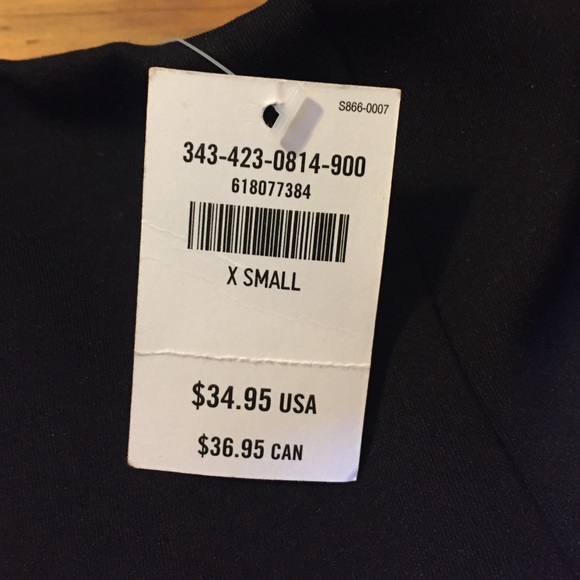 S866-0007
343-423-0814-900
618077384
X SMALL
$34.95 USA
$36.95 CAN